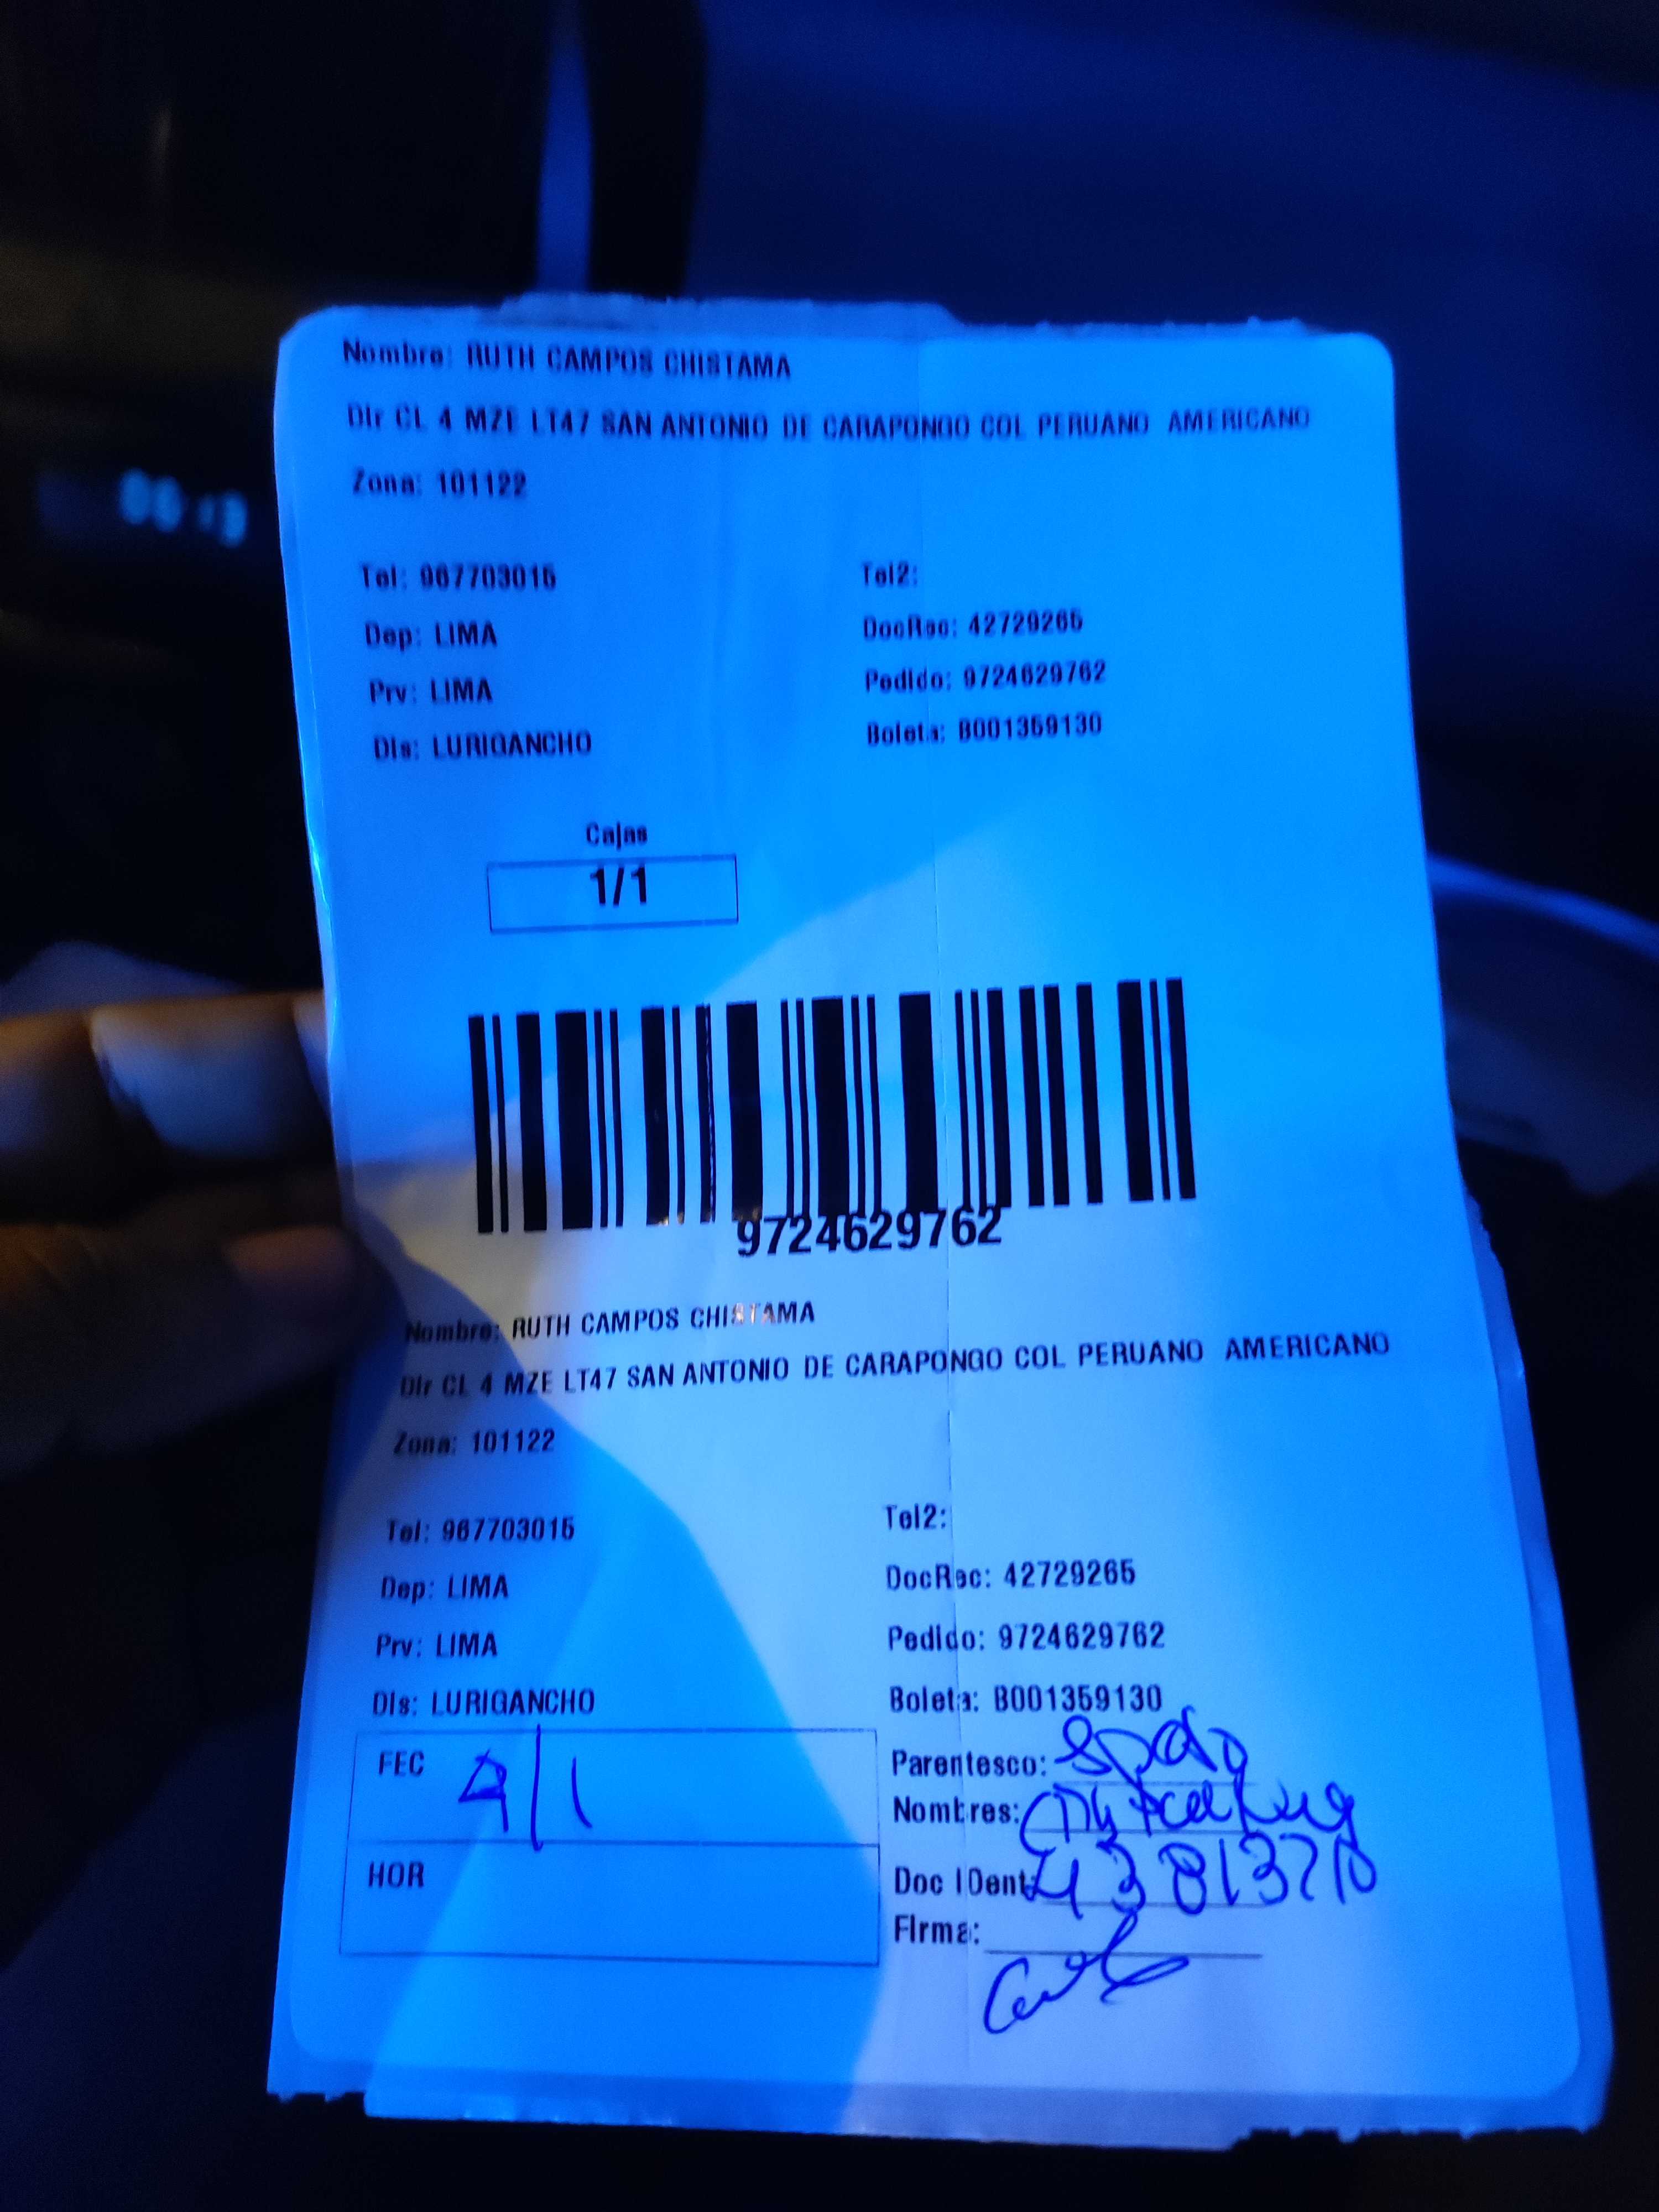 Nombre: RUTH CAMPOS CHISTAMA
Dir CL 4 MZE LT47 SAN ANTONIO DE CARAPONGO COL PERUANO AMERICANO
Zona: 101122
Tel: 967703015
Tel2:
Dep: LIMA
DocRec: 42729265
Prv: LIMA
Pedido: 9724629762
Dis: LURIGANCHO
Boleta: B001359130
Cajas
1/1
9724629762
Nombre: RUTH CAMPOS CHISTAMA
Dir CL 4 MZE LT47 SAN ANTONIO DE CARAPONGO COL PERUANO AMERICANO
Zona: 101122
Tel: 967703015
Tel2:
Dep: LIMA
DocRec: 42729265
Prv: LIMA
Pedido: 9724629762
Dis: LURIGANCHO
Boleta: B001359130
FEC 9/1
Parentesco:
Nombres:
HOR
Doc IDent:
Firma: